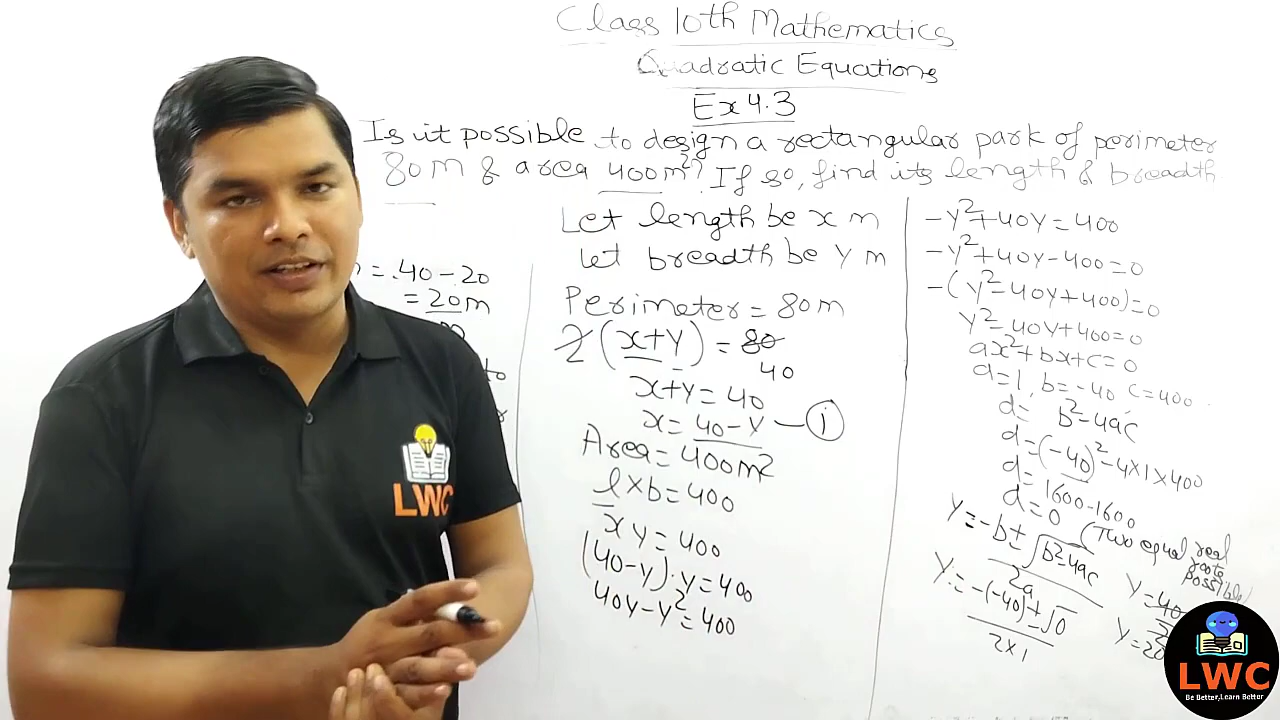 Class 10th Mathematics
Quadratic Equations
Ex 4.3
Is it possible to design a rectangular park of perimeter
80m & area 400m²? If so, find its length & breadth
= 40-20
= 20m
Let length be x m
Let breadth be y m
Perimeter = 80m
2(x+y) = 80
40
x+y = 40
x = 40-y — (i)
Area = 400m²
l×b = 400
xy = 400
(40-y).y = 400
40y-y² = 400
-y²+40y = 400
-y²+40y-400=0
-(y²-40y+400)=0
y²-40y+400=0
ax²+bx+c=0
a=1, b=-40 c=400
d= b²-4ac
d=(-40)²-4×1×400
d= 1600-1600
d=0 (Two equal real roots possible)
y=-b±√b²-4ac
2a
y=-(-40)±√0
2×1
y=40
2
y=20
LWC
LWC
Be Better, Learn Better